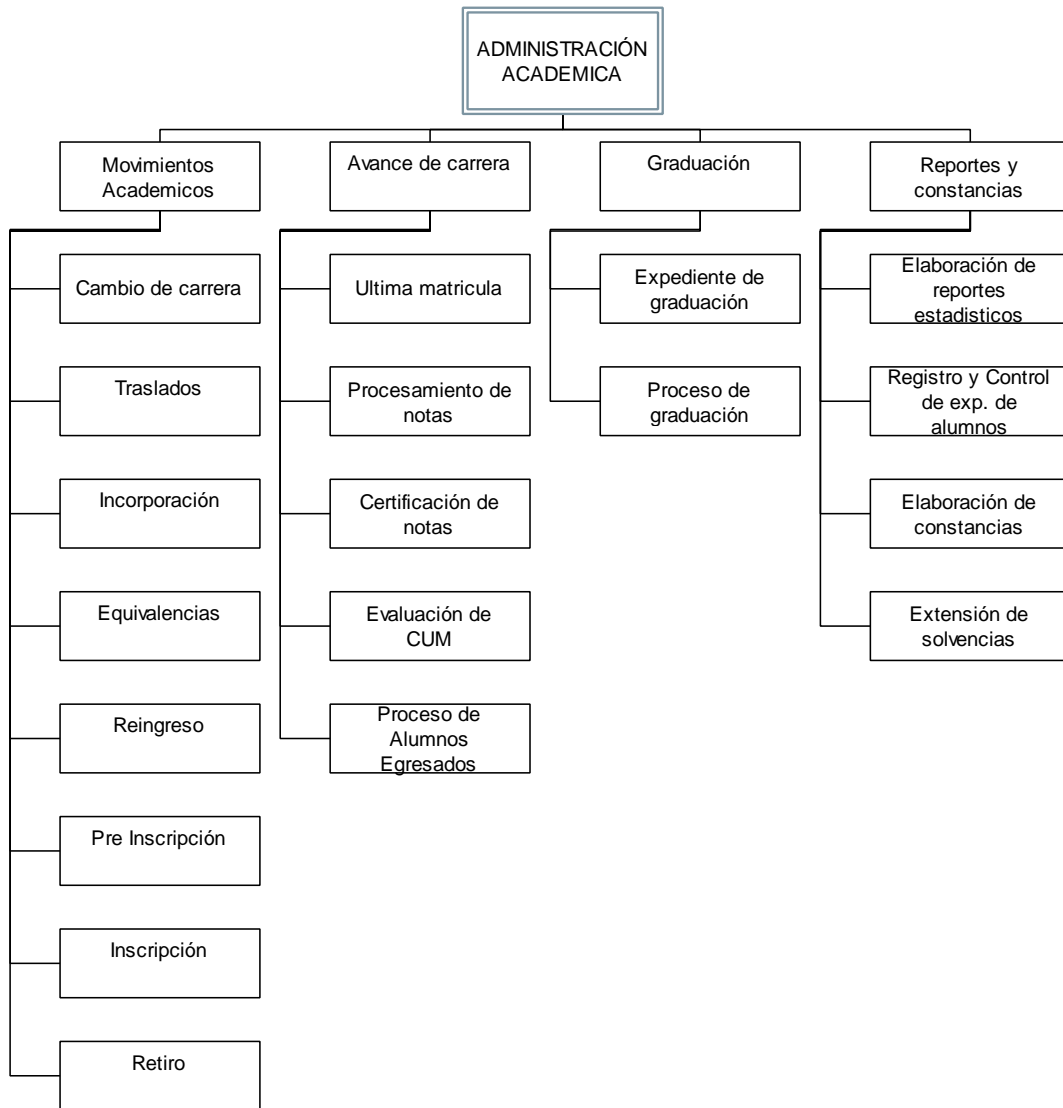 ADMINISTRACIÓN
ACADEMICA
Movimientos
Academicos
Cambio de carrera
Traslados
Incorporación
Equivalencias
Reingreso
Pre Inscripción
Inscripción
Retiro
Avance de carrera
Ultima matricula
Procesamiento de
notas
Certificación de
notas
Evaluación de
CUM
Proceso de
Alumnos
Egresados
Graduación
Expediente de
graduación
Proceso de
graduación
Reportes y
constancias
Elaboración de
reportes
estadisticos
Registro y Control
de exp. de
alumnos
Elaboración de
constancias
Extensión de
solvencias